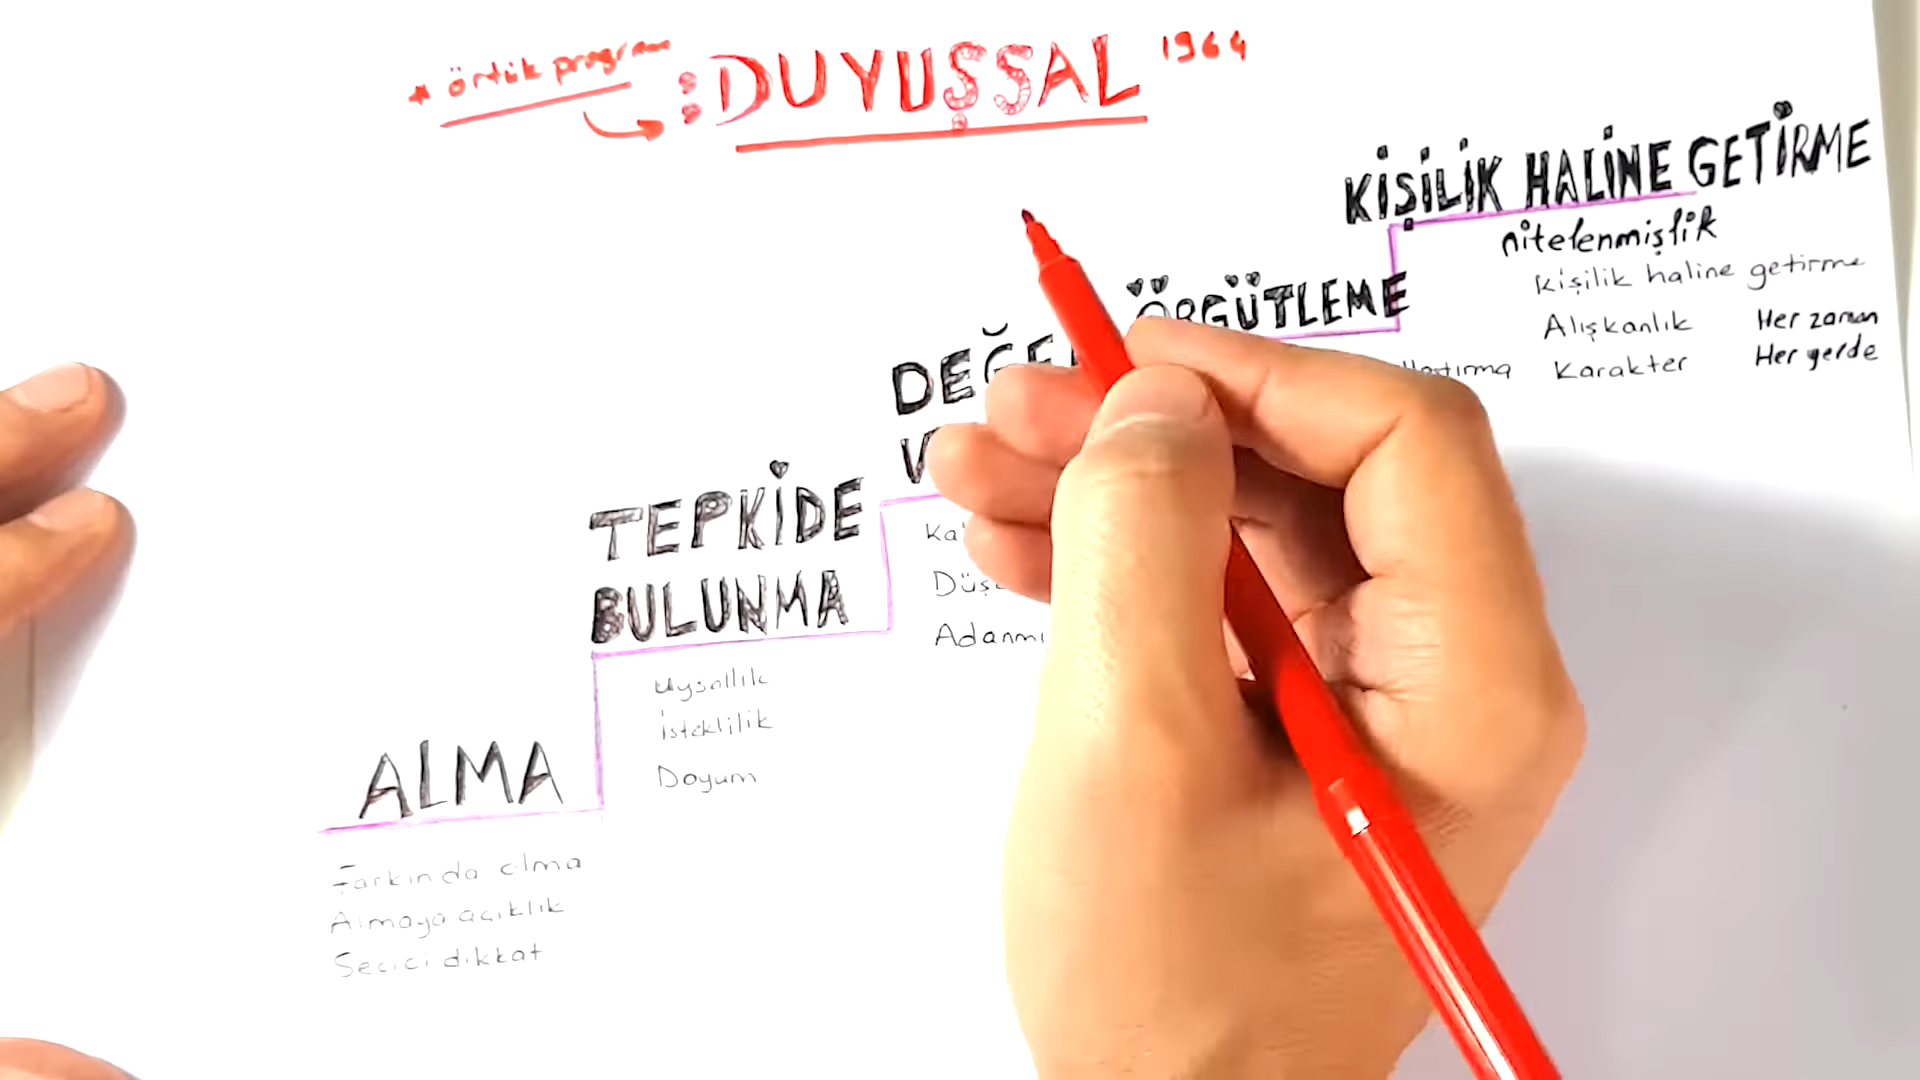 * örtük program
: DUYUŞSAL 1964
KİŞİLİK HALİNE GETİRME
nitelenmişlik
Kişilik haline getirme
Alışkanlık Her zaman
Karakter Her yerde
ÖRGÜTLEME
TEPKİDE
BULUNMA
Uysallık
İsteklilik
Doyum
ALMA
Farkında olma
Almaya açıklık
Seçici dikkat